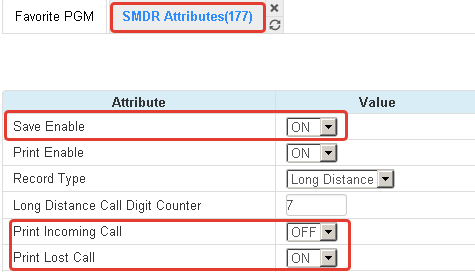 Favorite PGM SMDR Attributes(177)
Attribute Value
Save Enable ON
Print Enable ON
Record Type Long Distance
Long Distance Call Digit Counter 7
Print Incoming Call OFF
Print Lost Call ON